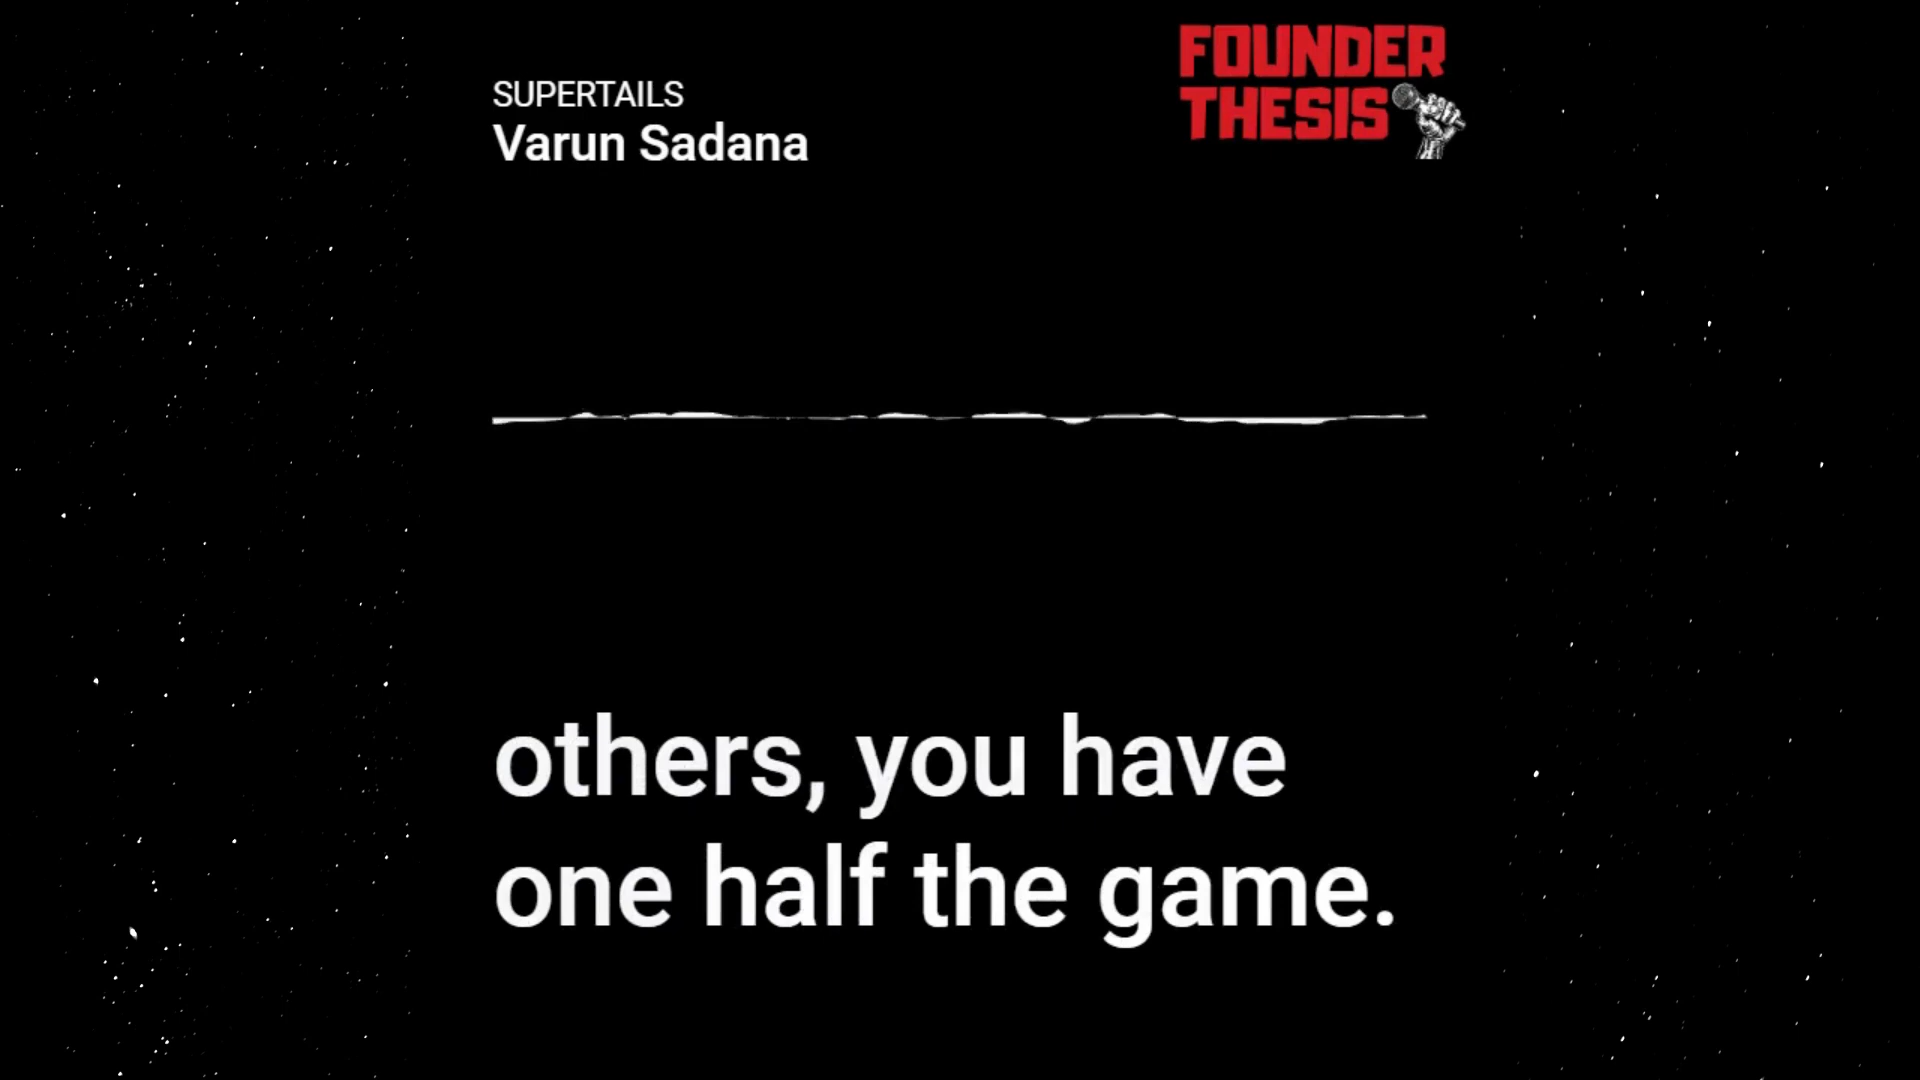 SUPERTAILS
Varun Sadana
FOUNDER
THESIS
others, you have
one half the game.